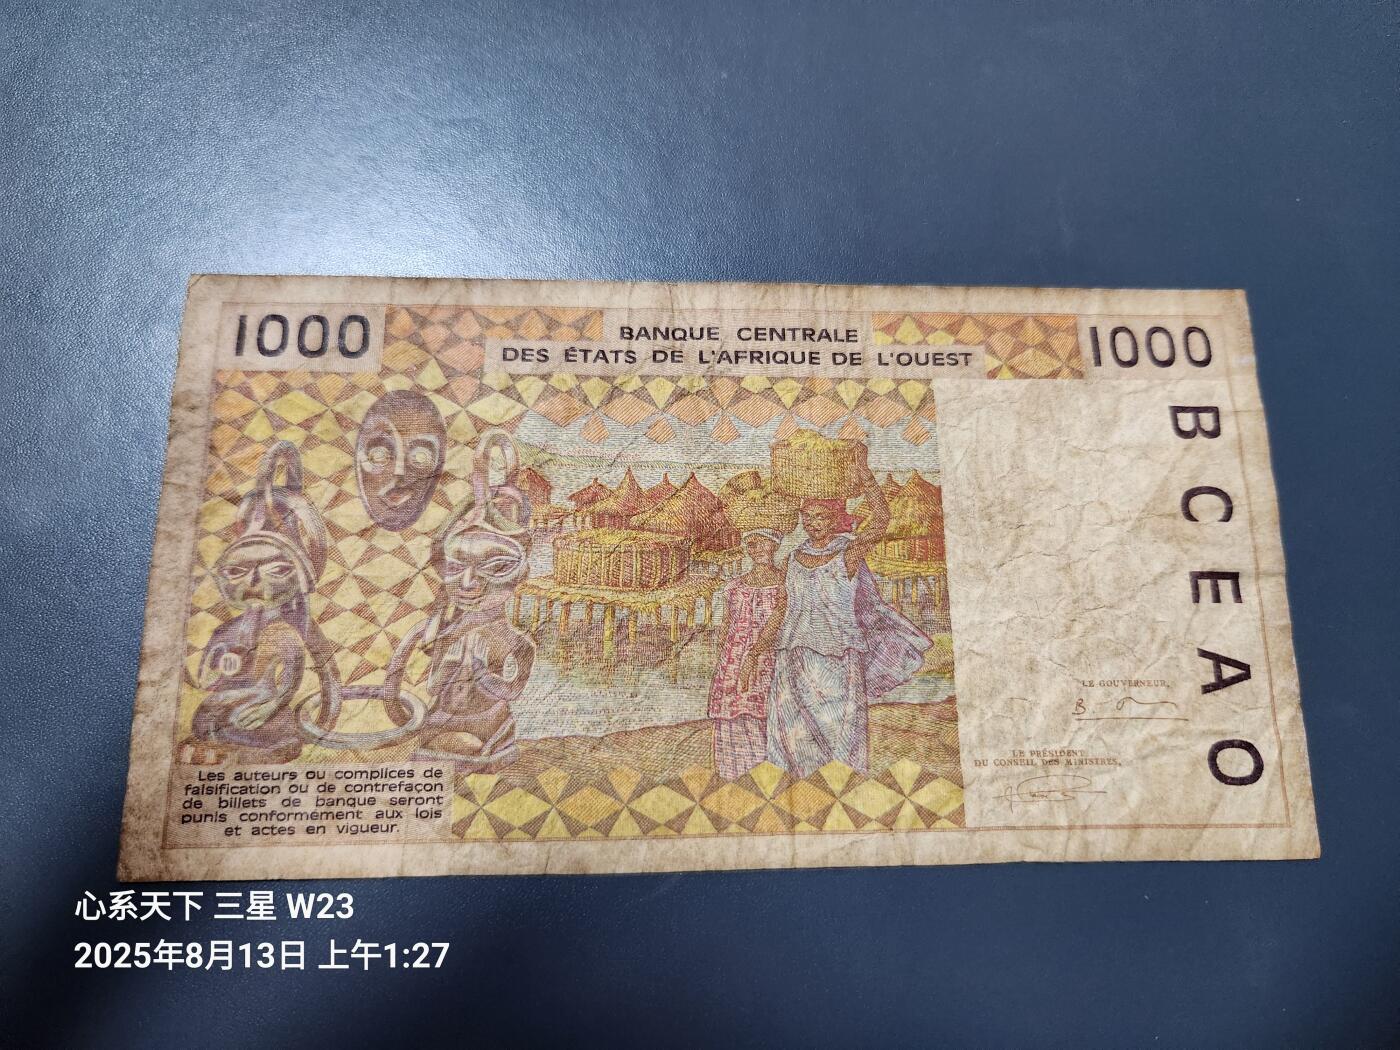 1000
BANQUE CENTRALE
DES ÉTATS DE L'AFRIQUE DE L'OUEST
1000
BCEAO
LE GOUVERNEUR,
LE PRÉSIDENT
DU CONSEIL DES MINISTRES,
Les auteurs ou complices de
falsification ou de contrefaçon
de billets de banque seront
punis conformément aux lois
et actes en vigueur.
心系天下 三星 W23
2025年8月13日 上午1:27